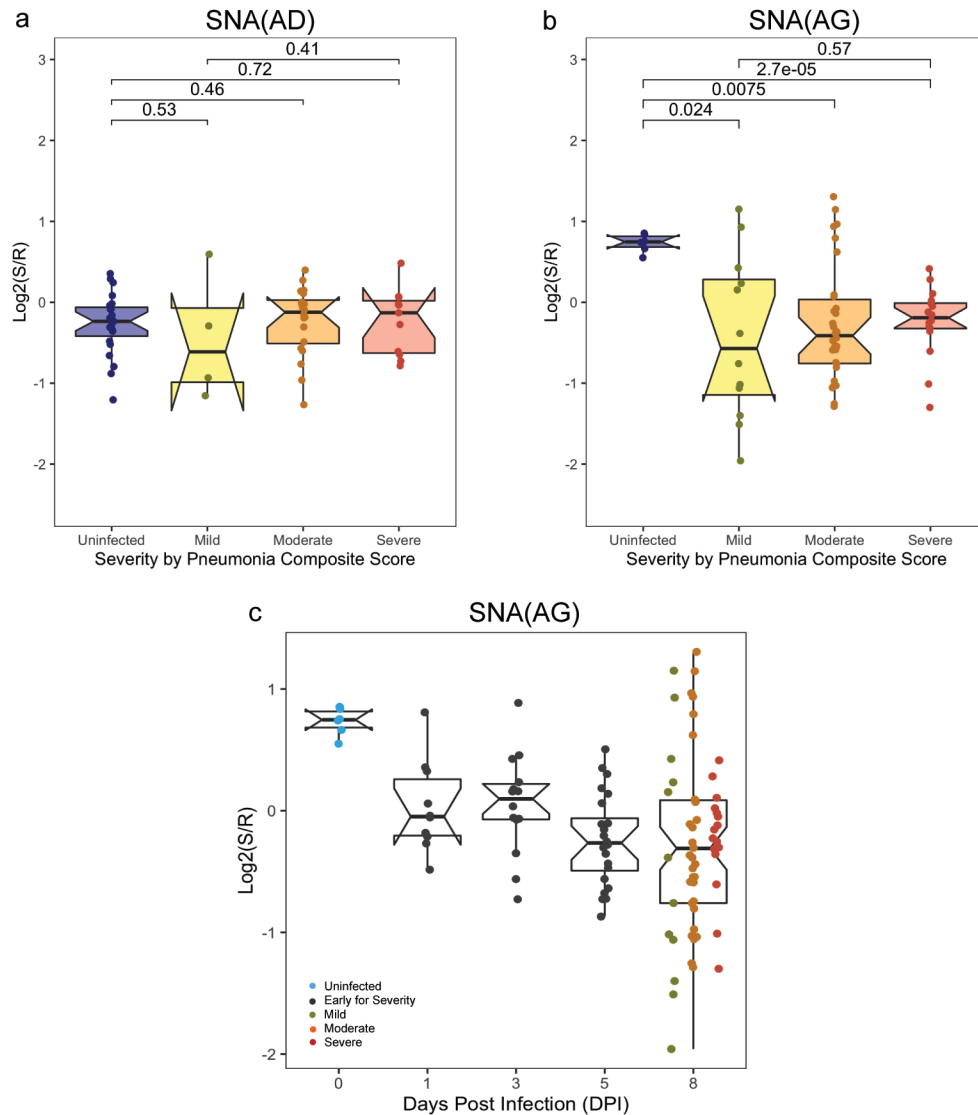 a
SNA(AD)
3
2
1
0
-1
-2
Log2(S/R)
0.41
0.72
0.46
0.53
Uninfected Mild Moderate Severe
Severity by Pneumonia Composite Score
b
SNA(AG)
3
2
1
0
-1
-2
Log2(S/R)
0.57
2.7e-05
0.0075
0.024
Uninfected Mild Moderate Severe
Severity by Pneumonia Composite Score
c
SNA(AG)
1
0
-1
-2
Log2(S/R)
Uninfected
Early for Severity
Mild
Moderate
Severe
0 1 3 5 8
Days Post Infection (DPI)